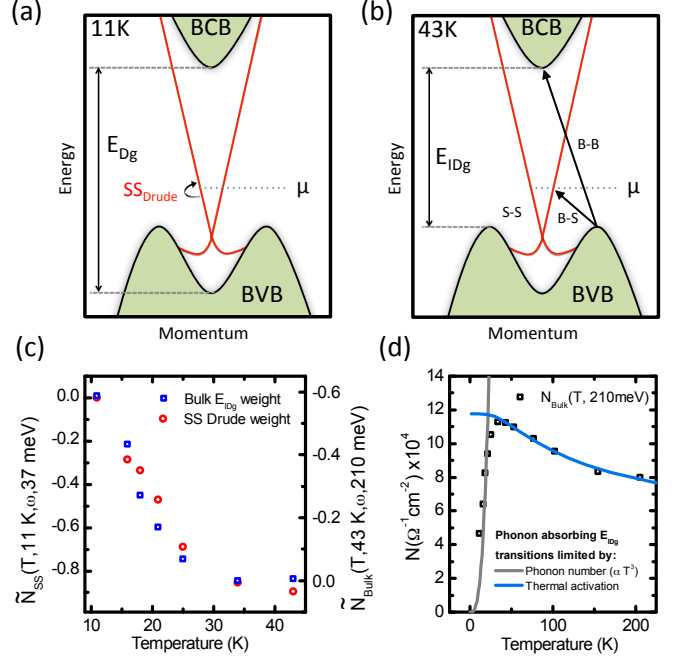 (a)
11K
BCB
Energy
E_Dg
SS_Drude
μ
BVB
Momentum
(b)
43K
BCB
Energy
E_IDg
B-B
μ
S-S
B-S
BVB
Momentum
(c)
Ñ_SS(T,11 K,ω,37 meV)
0.0
-0.2
-0.4
-0.6
-0.8
Bulk E_IDg weight
SS Drude weight
-0.6
-0.4
-0.2
0.0
Ñ_Bulk(T,43 K,ω,210 meV)
10 20 30 40
Temperature (K)
(d)
N(Ω⁻¹cm⁻²) x10⁻⁴
14
12
10
8
6
4
2
0
N_Bulk(T, 210meV)
Phonon absorbing E_IDg
transitions limited by:
Phonon number (α T³)
Thermal activation
0 50 100 150 200
Temperature (K)